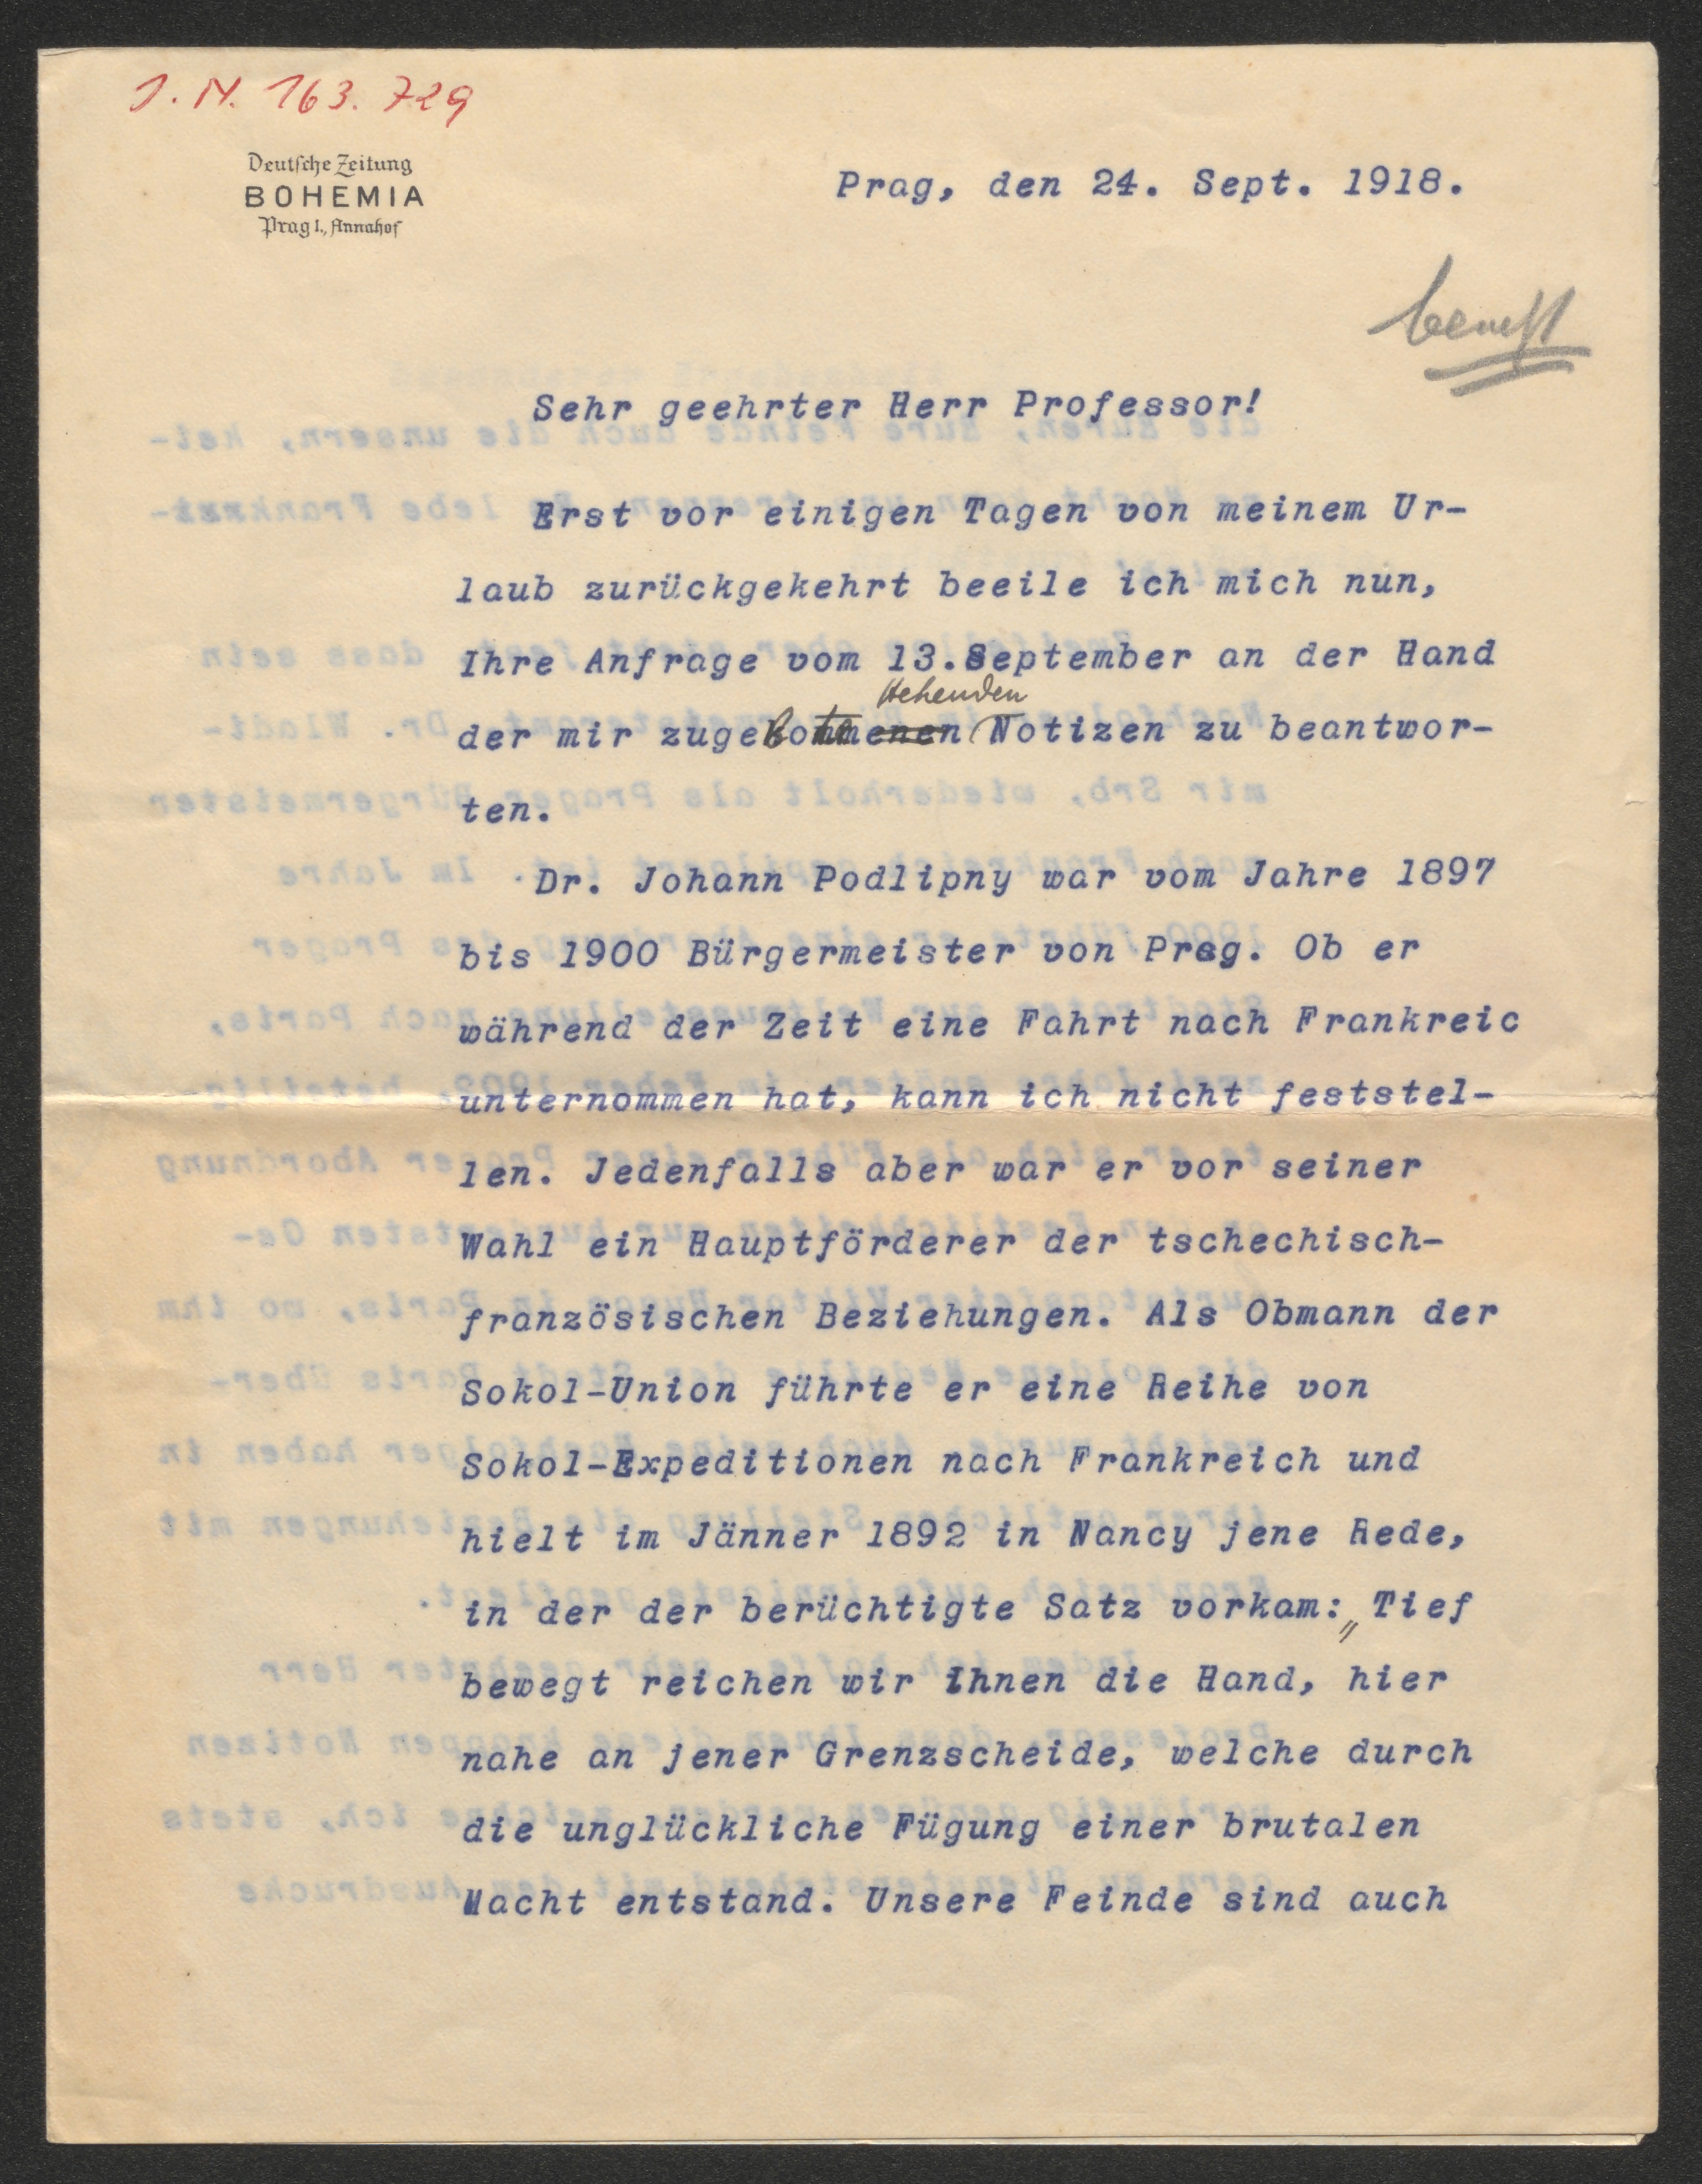 J. N. 163.729
Deutsche Zeitung
BOHEMIA
Prag I., Annahof
Prag, den 24. Sept. 1918.
Sehr geehrter Herr Professor!
Erst vor einigen Tagen von meinem Ur-
laub zurückgekehrt beeile ich mich nun,
Ihre Anfrage vom 13.September an der Hand
stehenden
der mir zugebote Notizen zu beantwor-
ten.
Dr. Johann Podlipny war vom Jahre 1897
bis 1900 Bürgermeister von Prag. Ob er
während der Zeit eine Fahrt nach Frankreic
unternommen hat, kann ich nicht feststel-
len. Jedenfalls aber war er vor seiner
Wahl ein Hauptförderer der tschechisch-
französischen Beziehungen. Als Obmann der
Sokol-Union führte er eine Reihe von
Sokol-Expeditionen nach Frankreich und
hielt im Jänner 1892 in Nancy jene Rede,
in der der berüchtigte Satz vorkam: „Tief
bewegt reichen wir Ihnen die Hand, hier
nahe an jener Grenzscheide, welche durch
die unglückliche Fügung einer brutalen
Macht entstand. Unsere Feinde sind auch